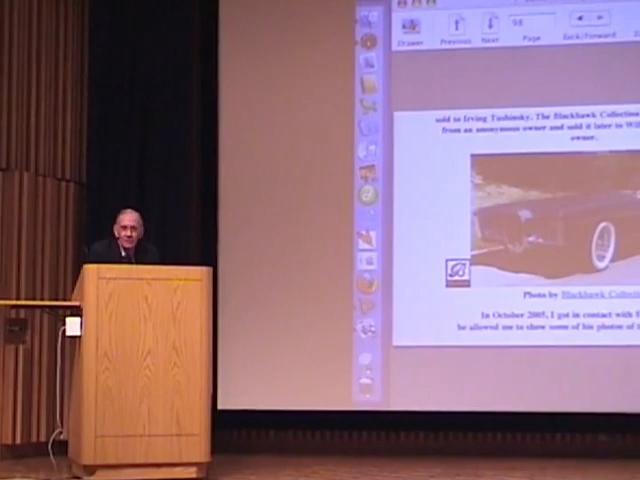 Drawer
Previous
Next
98
Page
Back/Forward
sold to Irving Tushinsky. The Blackhawk Collection
from an anonymous owner and sold it later to Wil
owner.
Photo by Blackhawk Collecti
In October 2005, I got in contact with
he allowed me to show some of his photos of